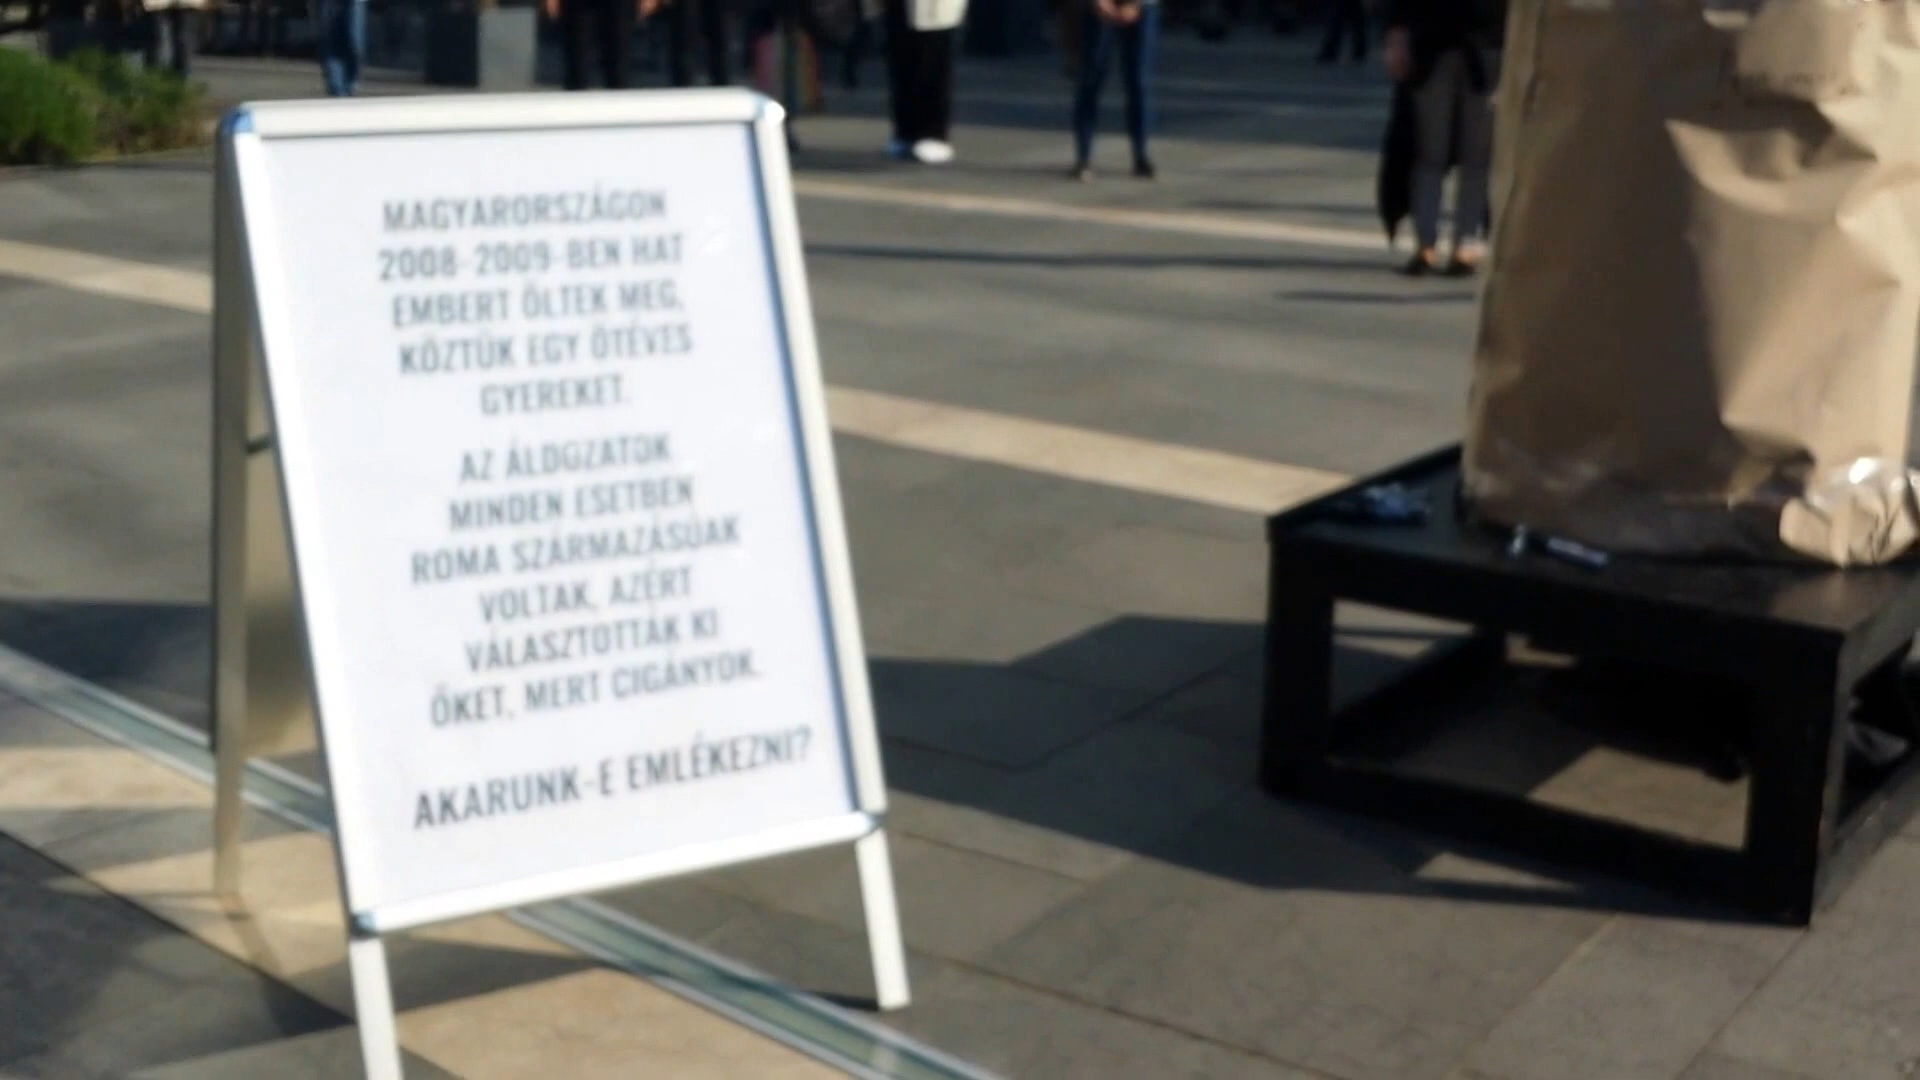 MAGYARORSZÁGON
2008-2009-BEN HAT
EMBERT ÖLTEK MEG,
KÖZTÜK EGY ÖTÉVES
GYEREKET.
AZ ÁLDOZATOK
MINDEN ESETBEN
ROMA SZÁRMAZÁSÚAK
VOLTAK, AZÉRT
VÁLASZTOTTÁK KI
ŐKET, MERT CIGÁNYOK.
AKARUNK-E EMLÉKEZNI?